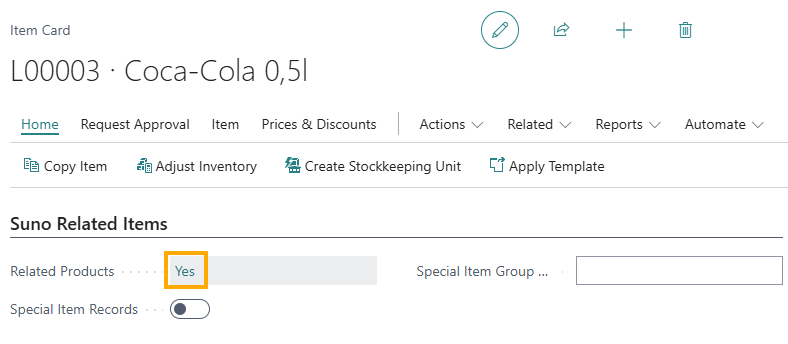 Item Card
L00003 · Coca-Cola 0,5l
Home Request Approval Item Prices & Discounts Actions Related Reports Automate
Copy Item Adjust Inventory Create Stockkeeping Unit Apply Template
Suno Related Items
Related Products Yes Special Item Group ...
Special Item Records